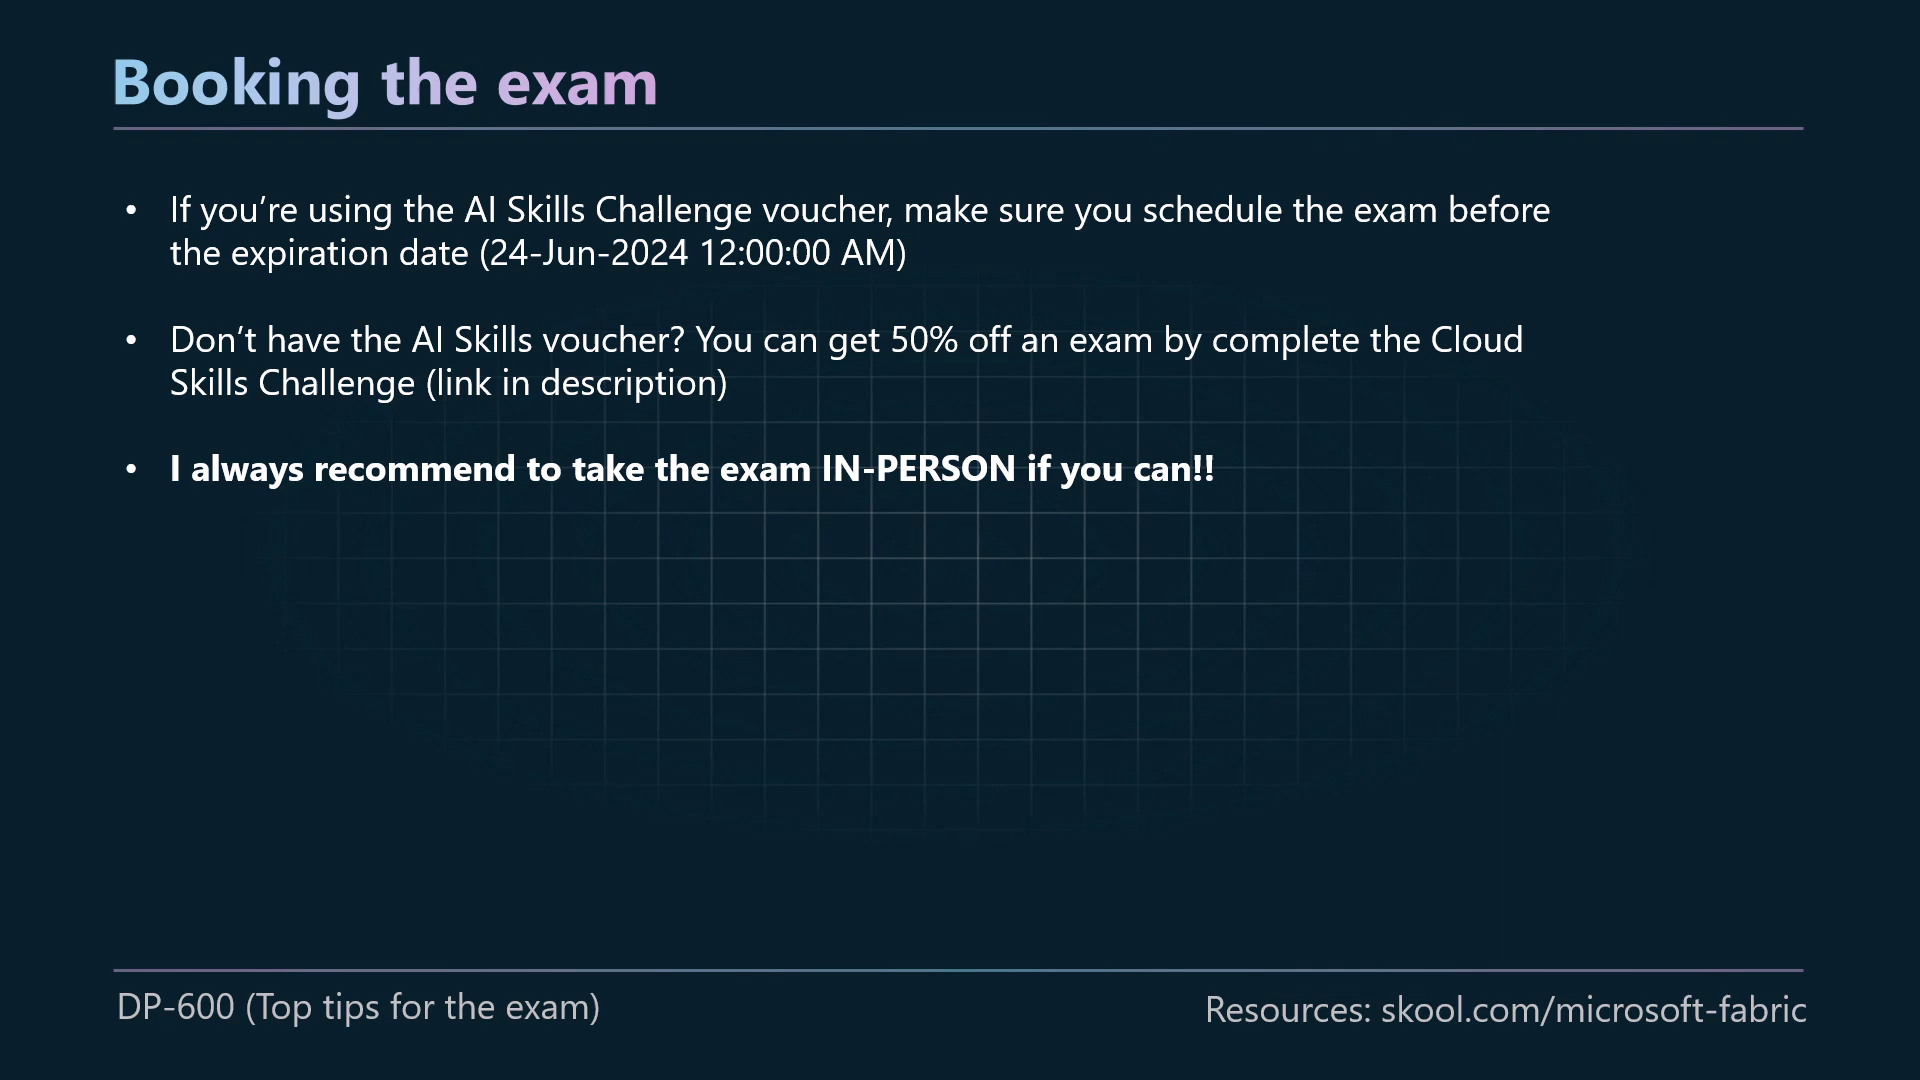 Booking the exam
• If you’re using the AI Skills Challenge voucher, make sure you schedule the exam before
the expiration date (24-Jun-2024 12:00:00 AM)
• Don’t have the AI Skills voucher? You can get 50% off an exam by complete the Cloud
Skills Challenge (link in description)
• I always recommend to take the exam IN-PERSON if you can!!
DP-600 (Top tips for the exam)
Resources: skool.com/microsoft-fabric